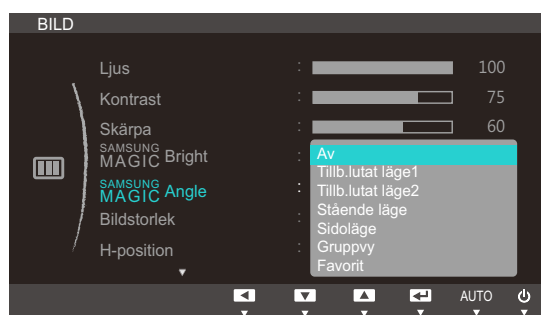 BILD
Ljus : 100
Kontrast : 75
Skärpa : 60
SAMSUNG MAGIC Bright :
SAMSUNG MAGIC Angle :
Bildstorlek :
H-position :
Av
Tillb.lutat läge1
Tillb.lutat läge2
Stående läge
Sidoläge
Gruppvy
Favorit
AUTO